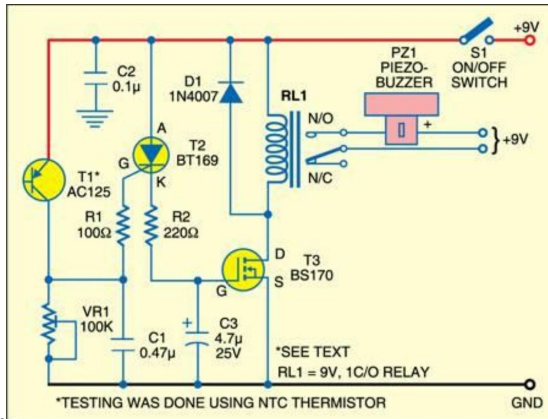 +9V
S1
ON/OFF
SWITCH
PZ1
PIEZO-
BUZZER
C2
0.1µ
D1
1N4007
RL1
N/O
+
+9V
N/C
A
T2
BT169
G
K
T1*
AC125
R1
100Ω
R2
220Ω
D
T3
BS170
G
S
VR1
100K
C1
0.47µ
+
C3
4.7µ
25V
*SEE TEXT
RL1 = 9V, 1C/O RELAY
*TESTING WAS DONE USING NTC THERMISTOR
GND